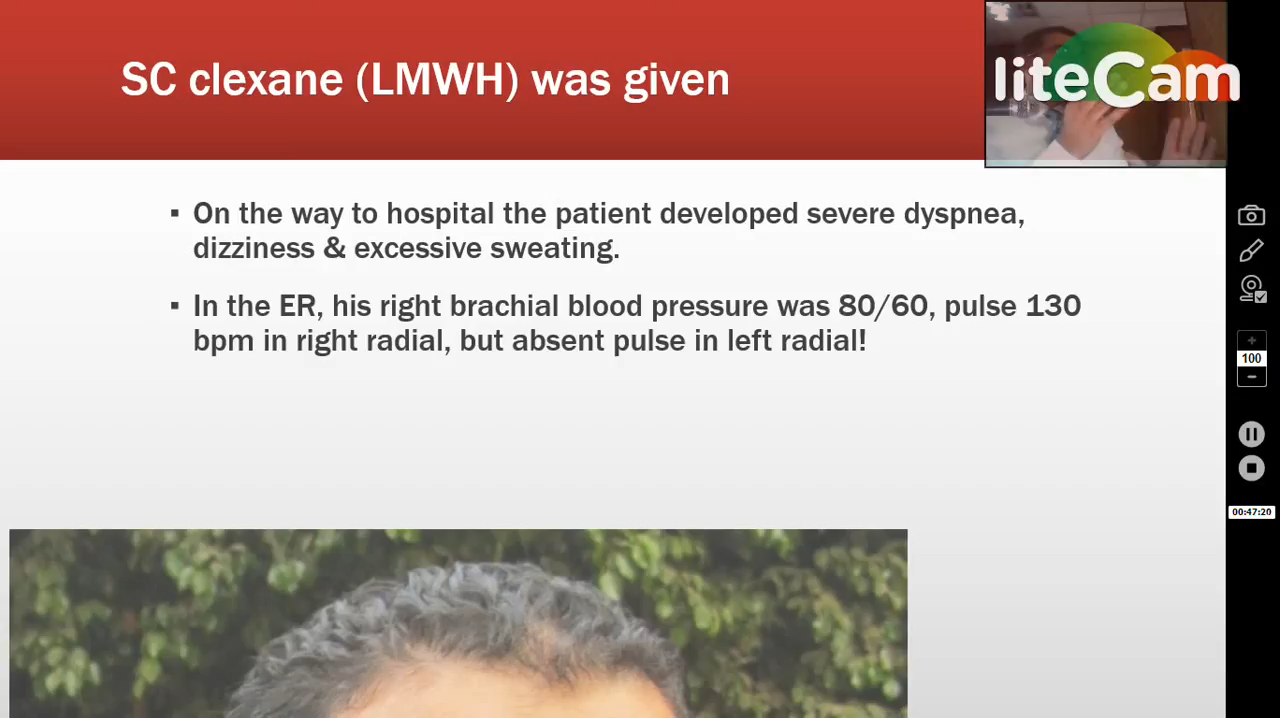 SC clexane (LMWH) was given
liteCam
▪ On the way to hospital the patient developed severe dyspnea,
dizziness & excessive sweating.
▪ In the ER, his right brachial blood pressure was 80/60, pulse 130
bpm in right radial, but absent pulse in left radial!
100
00:47:20